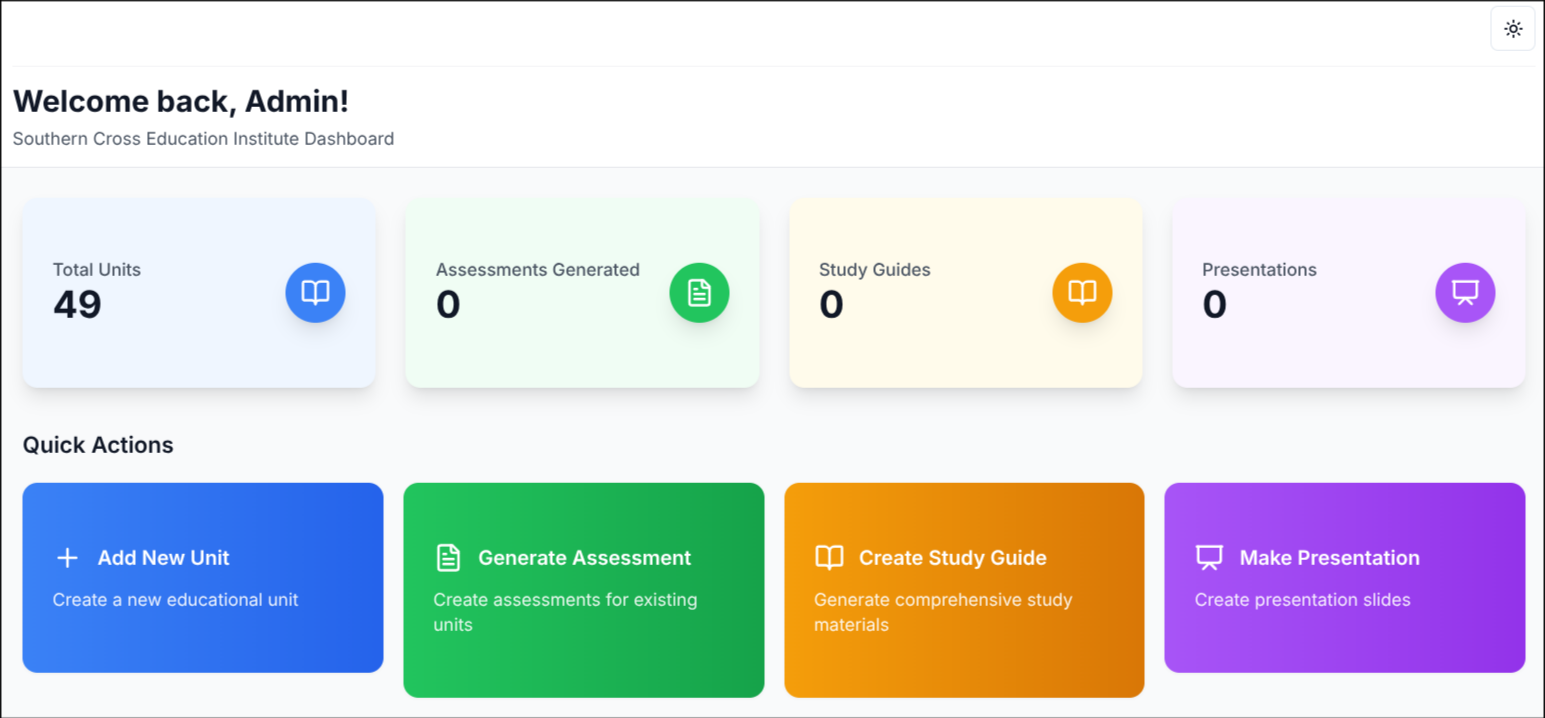 Welcome back, Admin!
Southern Cross Education Institute Dashboard
Total Units
49
Assessments Generated
0
Study Guides
0
Presentations
0
Quick Actions
Add New Unit
Create a new educational unit
Generate Assessment
Create assessments for existing
units
Create Study Guide
Generate comprehensive study
materials
Make Presentation
Create presentation slides